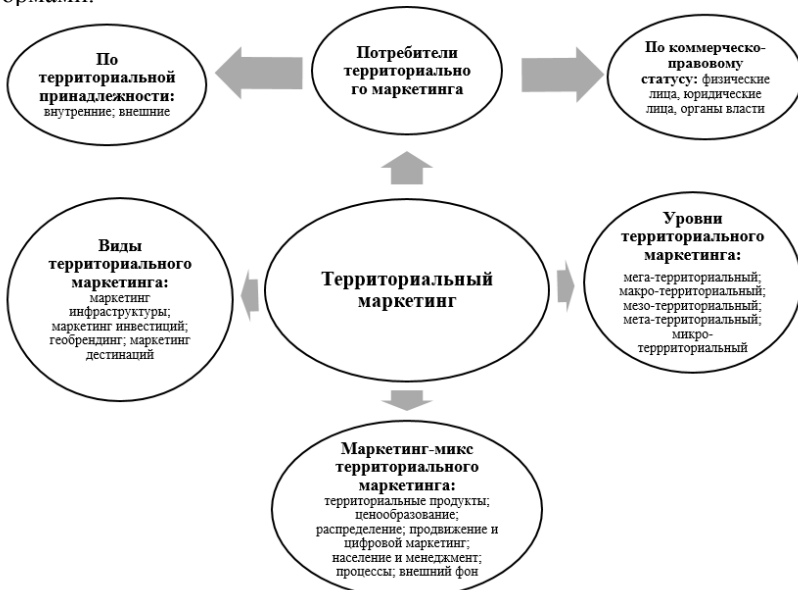 ормами.
По
территориальной
принадлежности:
внутренние; внешние
Потребители
территориально
го маркетинга
По коммерческо-
правовому
статусу: физические
лица, юридические
лица, органы власти
Виды
территориального
маркетинга:
маркетинг
инфраструктуры;
маркетинг инвестиций;
геобрендинг; маркетинг
дестинаций
Территориальный
маркетинг
Уровни
территориального
маркетинга:
мега-территориальный;
макро-территориальный;
мезо-территориальный;
мета-территориальный;
микро-
террриториальный
Маркетинг-микс
территориального
маркетинга:
территориальные продукты;
ценообразование;
распределение; продвижение и
цифровой маркетинг;
население и менеджмент;
процессы; внешний фон